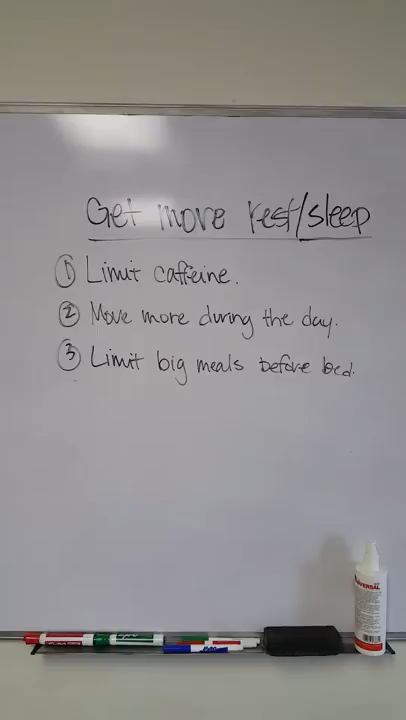 Get more rest/sleep
① Limit caffeine.
② Move more during the day.
③ Limit big meals before bed.
UNIVERSAL